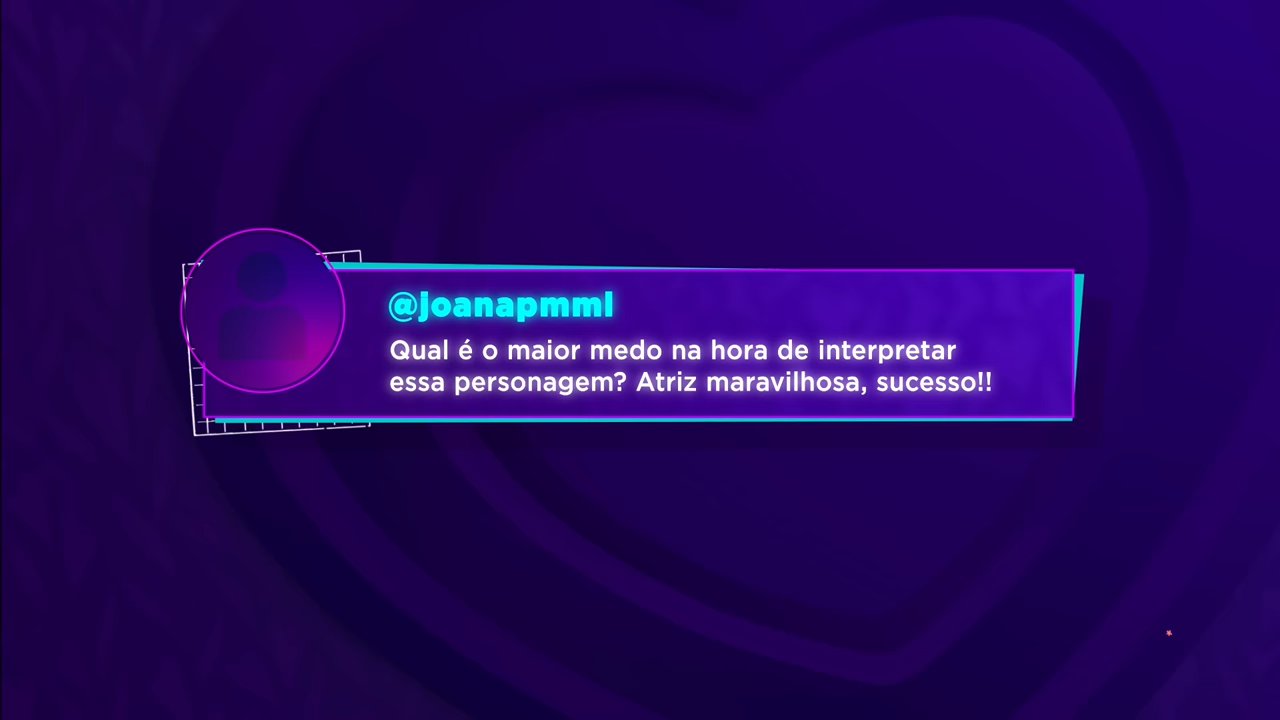 @joanapmml
Qual é o maior medo na hora de interpretar
essa personagem? Atriz maravilhosa, sucesso!!